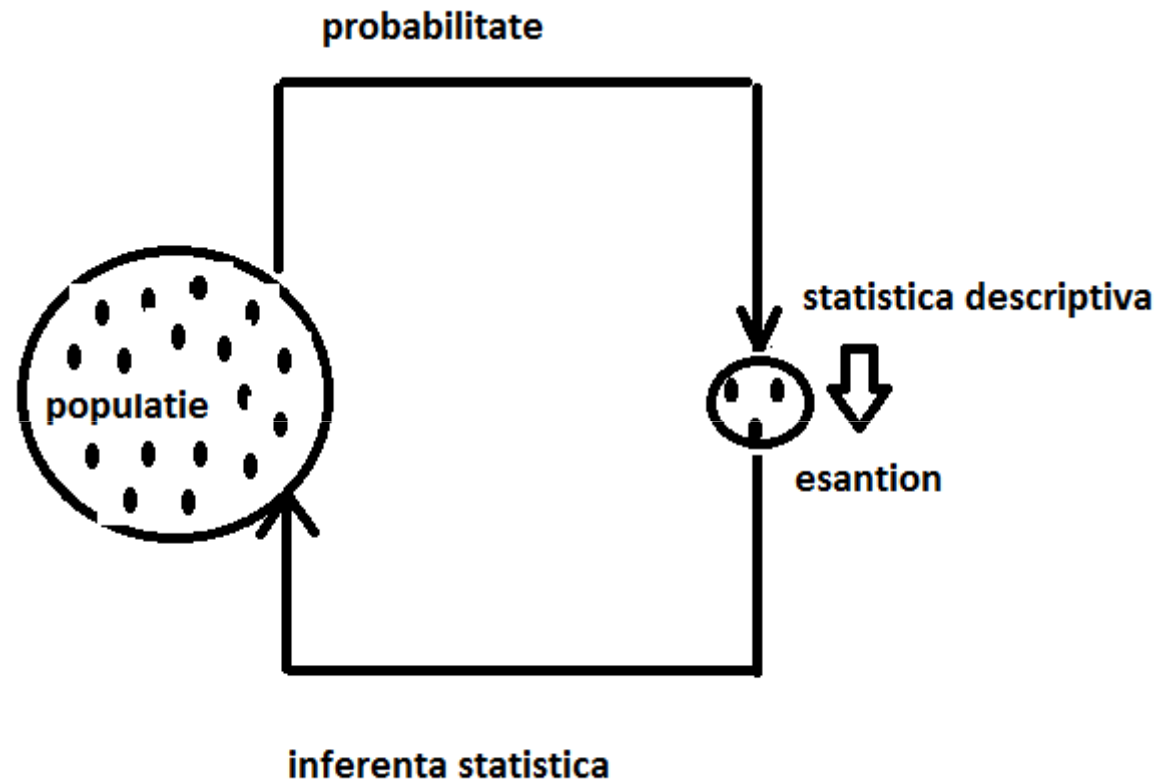 probabilitate
statistica descriptiva
populatie
esantion
inferenta statistica